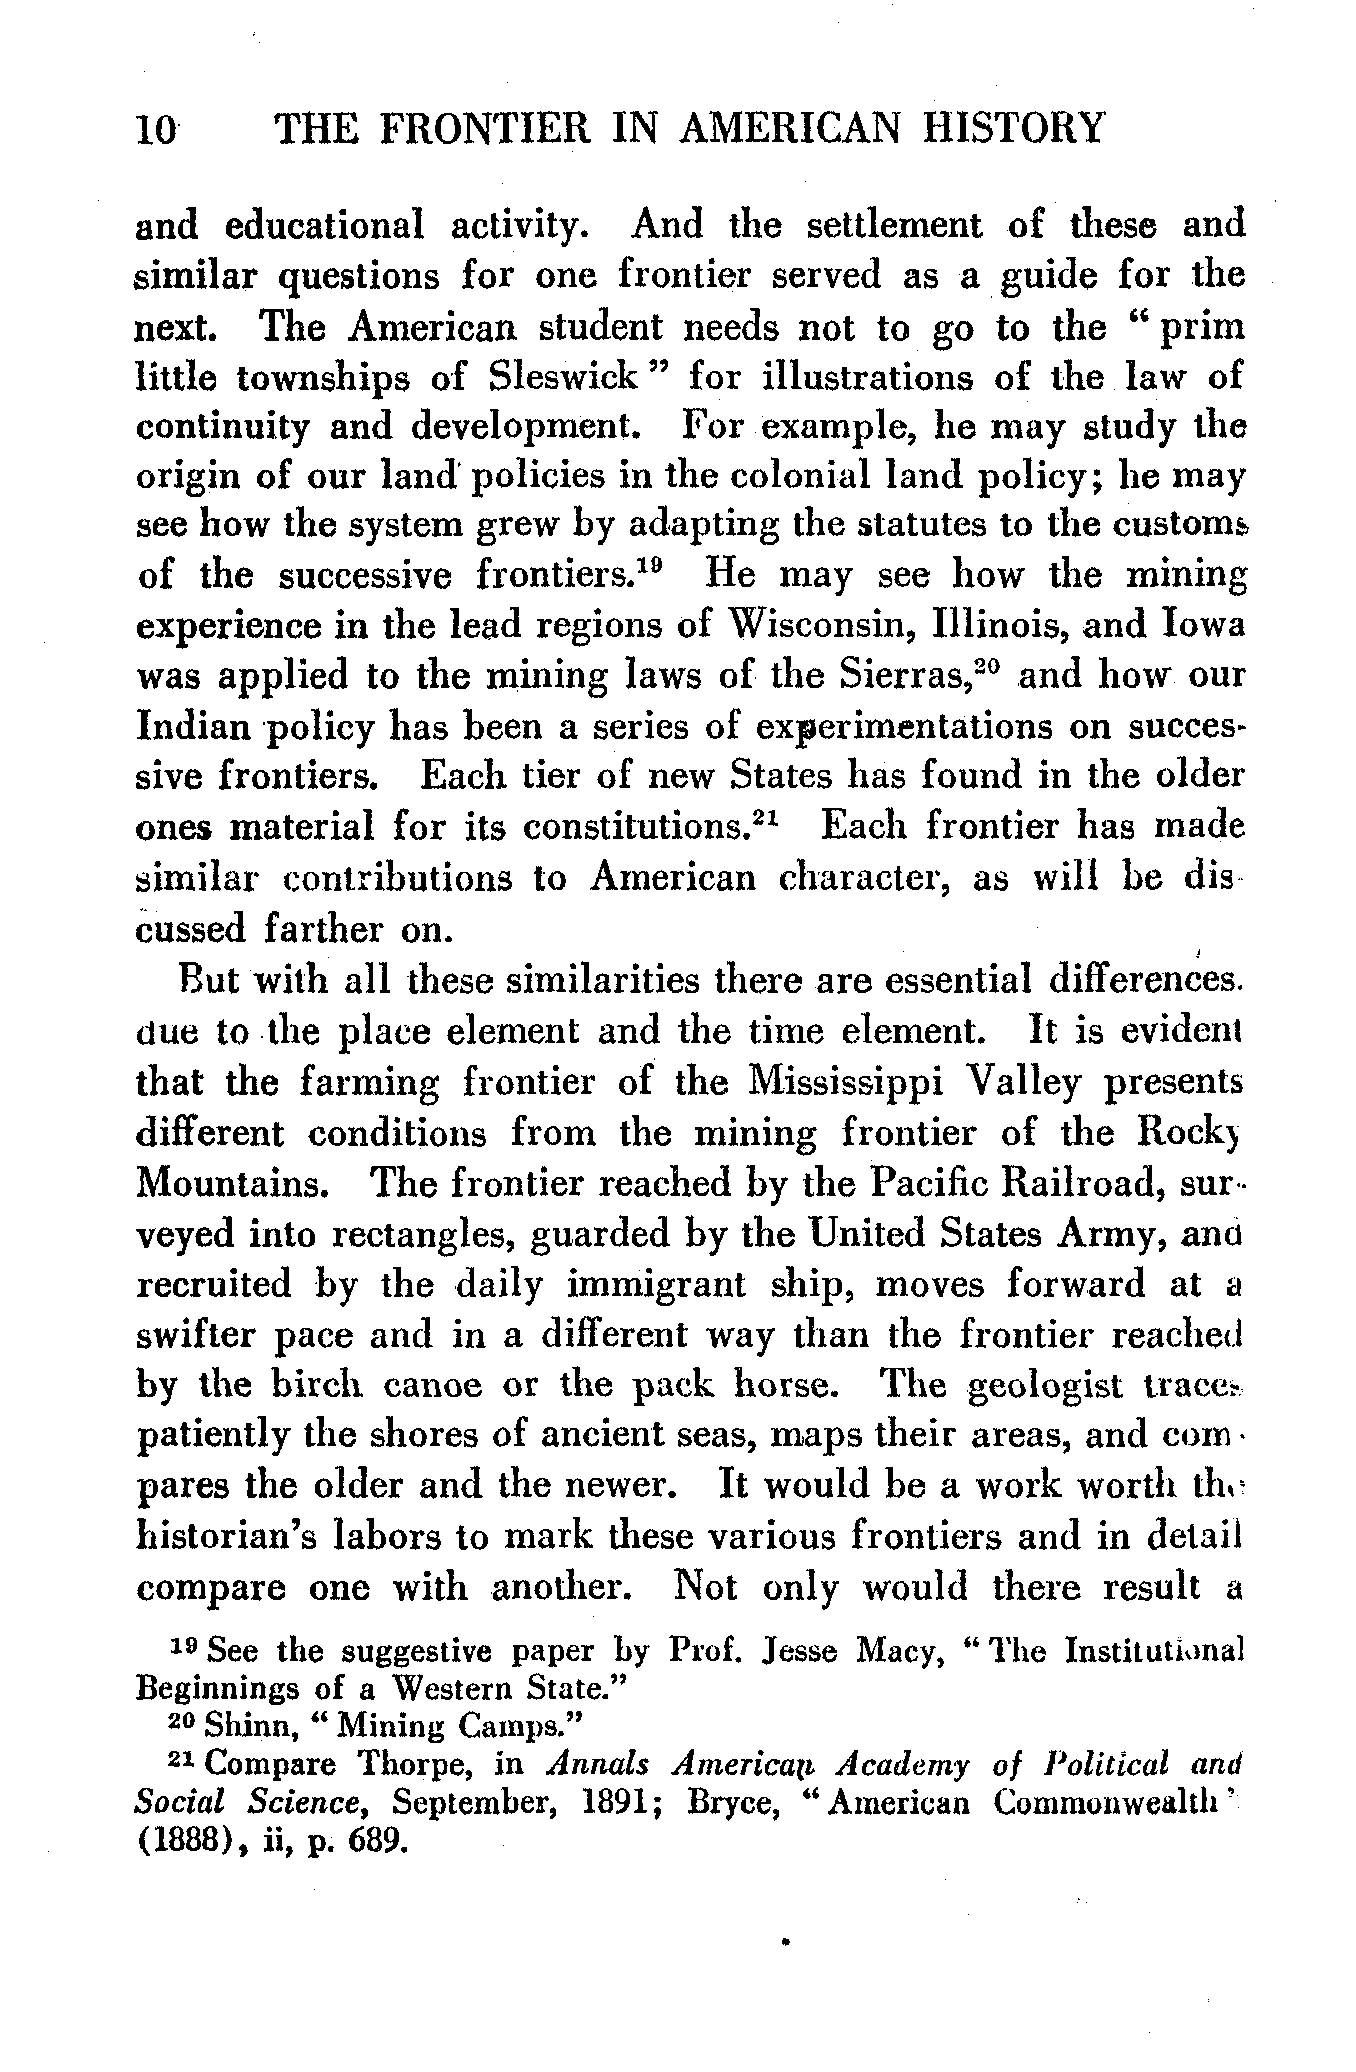 10 THE FRONTIER IN AMERICAN HISTORY
and educational activity. And the settlement of these and
similar questions for one frontier served as a guide for the
next. The American student needs not to go to the “ prim
little townships of Sleswick ” for illustrations of the law of
continuity and development. For example, he may study the
origin of our land policies in the colonial land policy; he may
see how the system grew by adapting the statutes to the customs
of the successive frontiers.¹⁹ He may see how the mining
experience in the lead regions of Wisconsin, Illinois, and Iowa
was applied to the mining laws of the Sierras,²⁰ and how our
Indian policy has been a series of experimentations on succes-
sive frontiers. Each tier of new States has found in the older
ones material for its constitutions.²¹ Each frontier has made
similar contributions to American character, as will be dis-
cussed farther on.
But with all these similarities there are essential differences.
due to the place element and the time element. It is evident
that the farming frontier of the Mississippi Valley presents
different conditions from the mining frontier of the Rocky
Mountains. The frontier reached by the Pacific Railroad, sur-
veyed into rectangles, guarded by the United States Army, and
recruited by the daily immigrant ship, moves forward at a
swifter pace and in a different way than the frontier reached
by the birch canoe or the pack horse. The geologist traces
patiently the shores of ancient seas, maps their areas, and com-
pares the older and the newer. It would be a work worth the
historian’s labors to mark these various frontiers and in detail
compare one with another. Not only would there result a
¹⁹ See the suggestive paper by Prof. Jesse Macy, “ The Institutional
Beginnings of a Western State.”
²⁰ Shinn, “ Mining Camps.”
²¹ Compare Thorpe, in Annals American Academy of Political and
Social Science, September, 1891; Bryce, “ American Commonwealth ’
(1888), ii, p. 689.